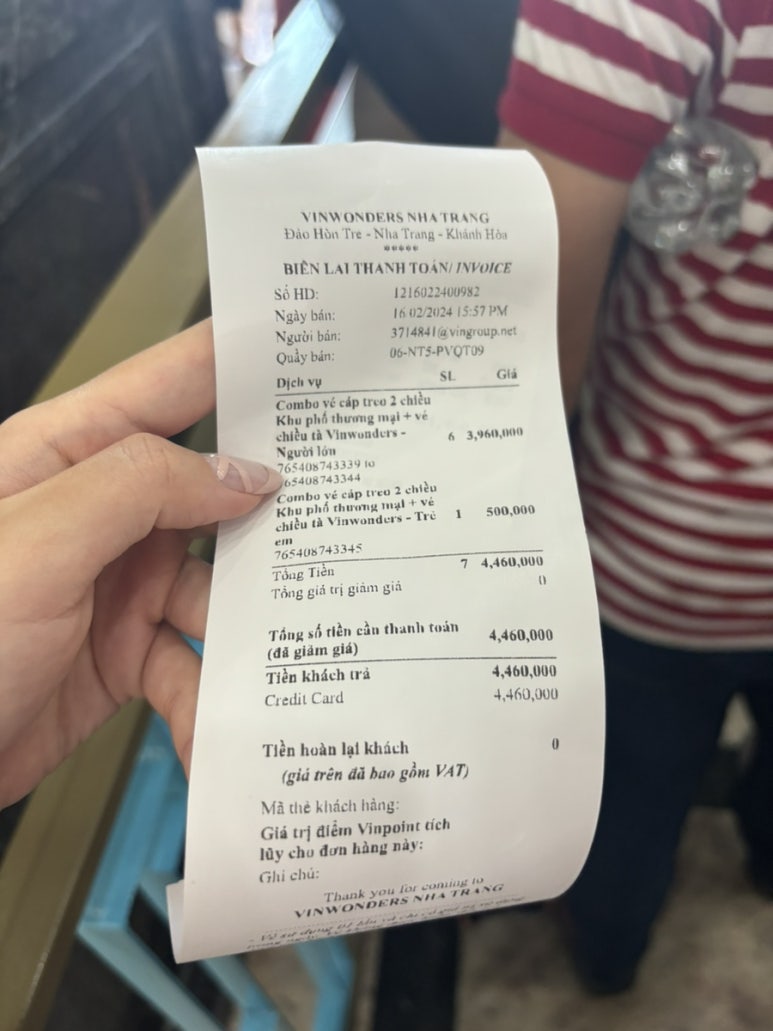 VINWONDERS NHA TRANG
Đảo Hòn Tre - Nha Trang - Khánh Hòa
*****
BIÊN LAI THANH TOÁN/ INVOICE
Số HD: 1216022400982
Ngày bán: 16/02/2024 15:57 PM
Người bán: 3714841@vingroup.net
Quầy bán: 06-NT5-PVQT09
Dịch vụ SL Giá
Combo vé cáp treo 2 chiều
Khu phố thương mại + vé
chiều tà Vinwonders - 6 3,960,000
Người lớn
765408743339 to
65408743344
Combo vé cáp treo 2 chiều
Khu phố thương mại + vé
chiều tà Vinwonders - Trẻ 1 500,000
em
765408743345
Tổng Tiền 7 4,460,000
Tổng giá trị giảm giá 0
Tổng số tiền cần thanh toán 4,460,000
(đã giảm giá)
Tiền khách trả 4,460,000
Credit Card 4,460,000
Tiền hoàn lại khách 0
(giá trên đã bao gồm VAT)
Mã thẻ khách hàng:
Giá trị điểm Vinpoint tích
lũy cho đơn hàng này:
Ghi chú:
Thank you for coming to
VINWONDERS NHA TRANG